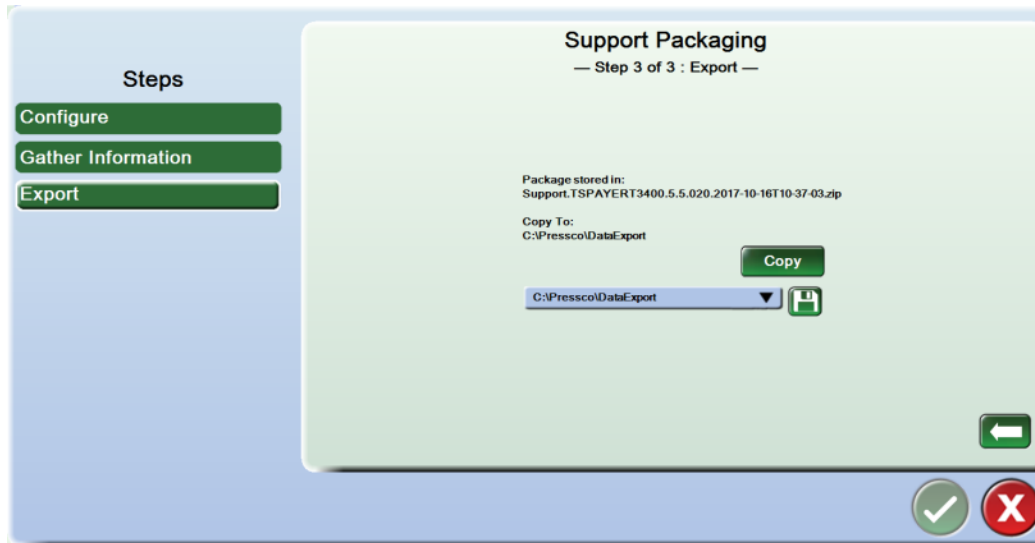 Steps
Configure
Gather Information
Export
Support Packaging
— Step 3 of 3 : Export —
Package stored in:
Support.TSPAYERT3400.5.5.020.2017-10-16T10-37-03.zip
Copy To:
C:\Pressco\DataExport
Copy
C:\Pressco\DataExport
X